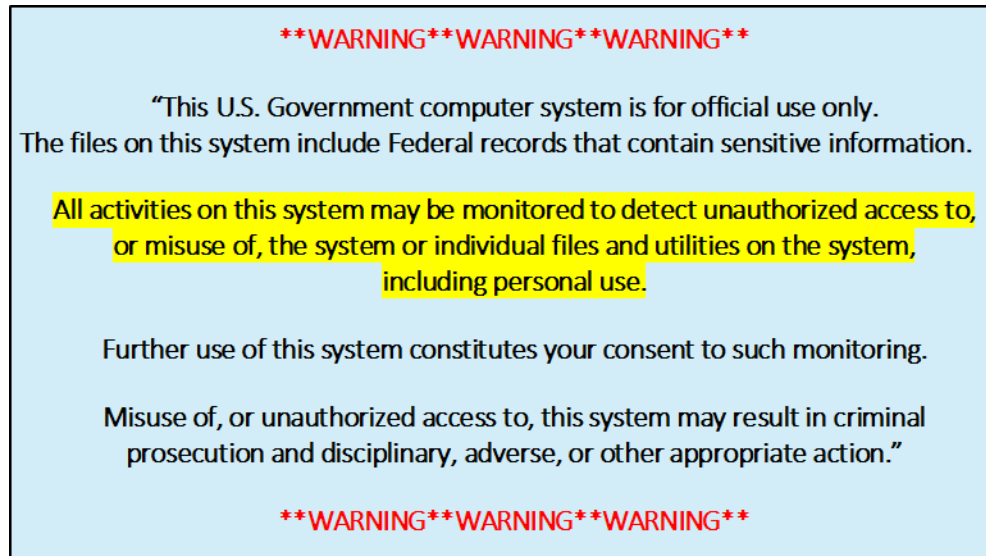 **WARNING**WARNING**WARNING**
“This U.S. Government computer system is for official use only.
The files on this system include Federal records that contain sensitive information.
All activities on this system may be monitored to detect unauthorized access to,
or misuse of, the system or individual files and utilities on the system,
including personal use.
Further use of this system constitutes your consent to such monitoring.
Misuse of, or unauthorized access to, this system may result in criminal
prosecution and disciplinary, adverse, or other appropriate action.”
**WARNING**WARNING**WARNING**